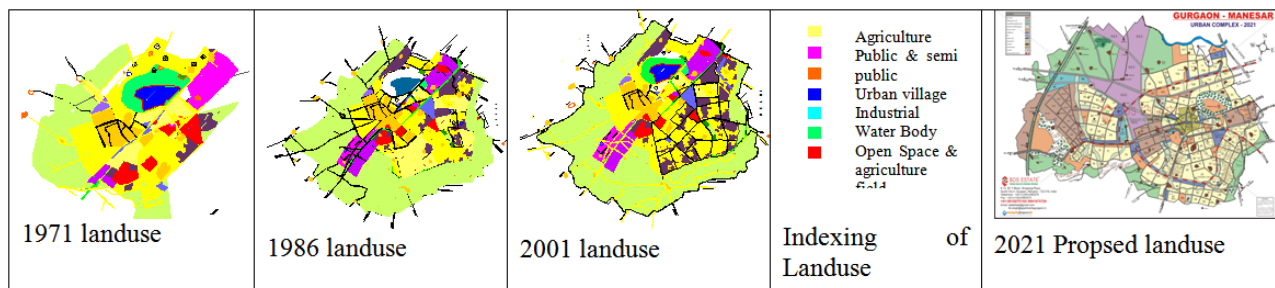 1971 landuse
1986 landuse
2001 landuse
Agriculture
Public & semi
public
Urban village
Industrial
Water Body
Open Space &
agriculture
field
Indexing of
Landuse
GURGAON - MANESAR
URBAN COMPLEX - 2021
2021 Propsed landuse